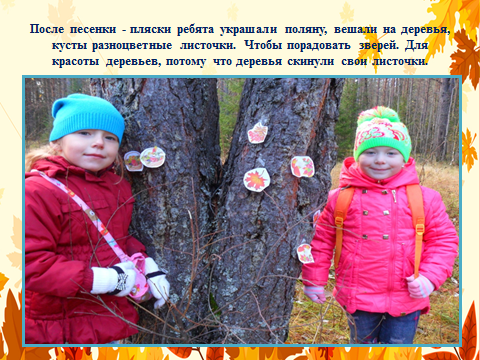 После песенки - пляски ребята украшали поляну, вешали на деревья,
кусты разноцветные листочки. Чтобы порадовать зверей. Для
красоты деревьев, потому что деревья скинули свои листочки.